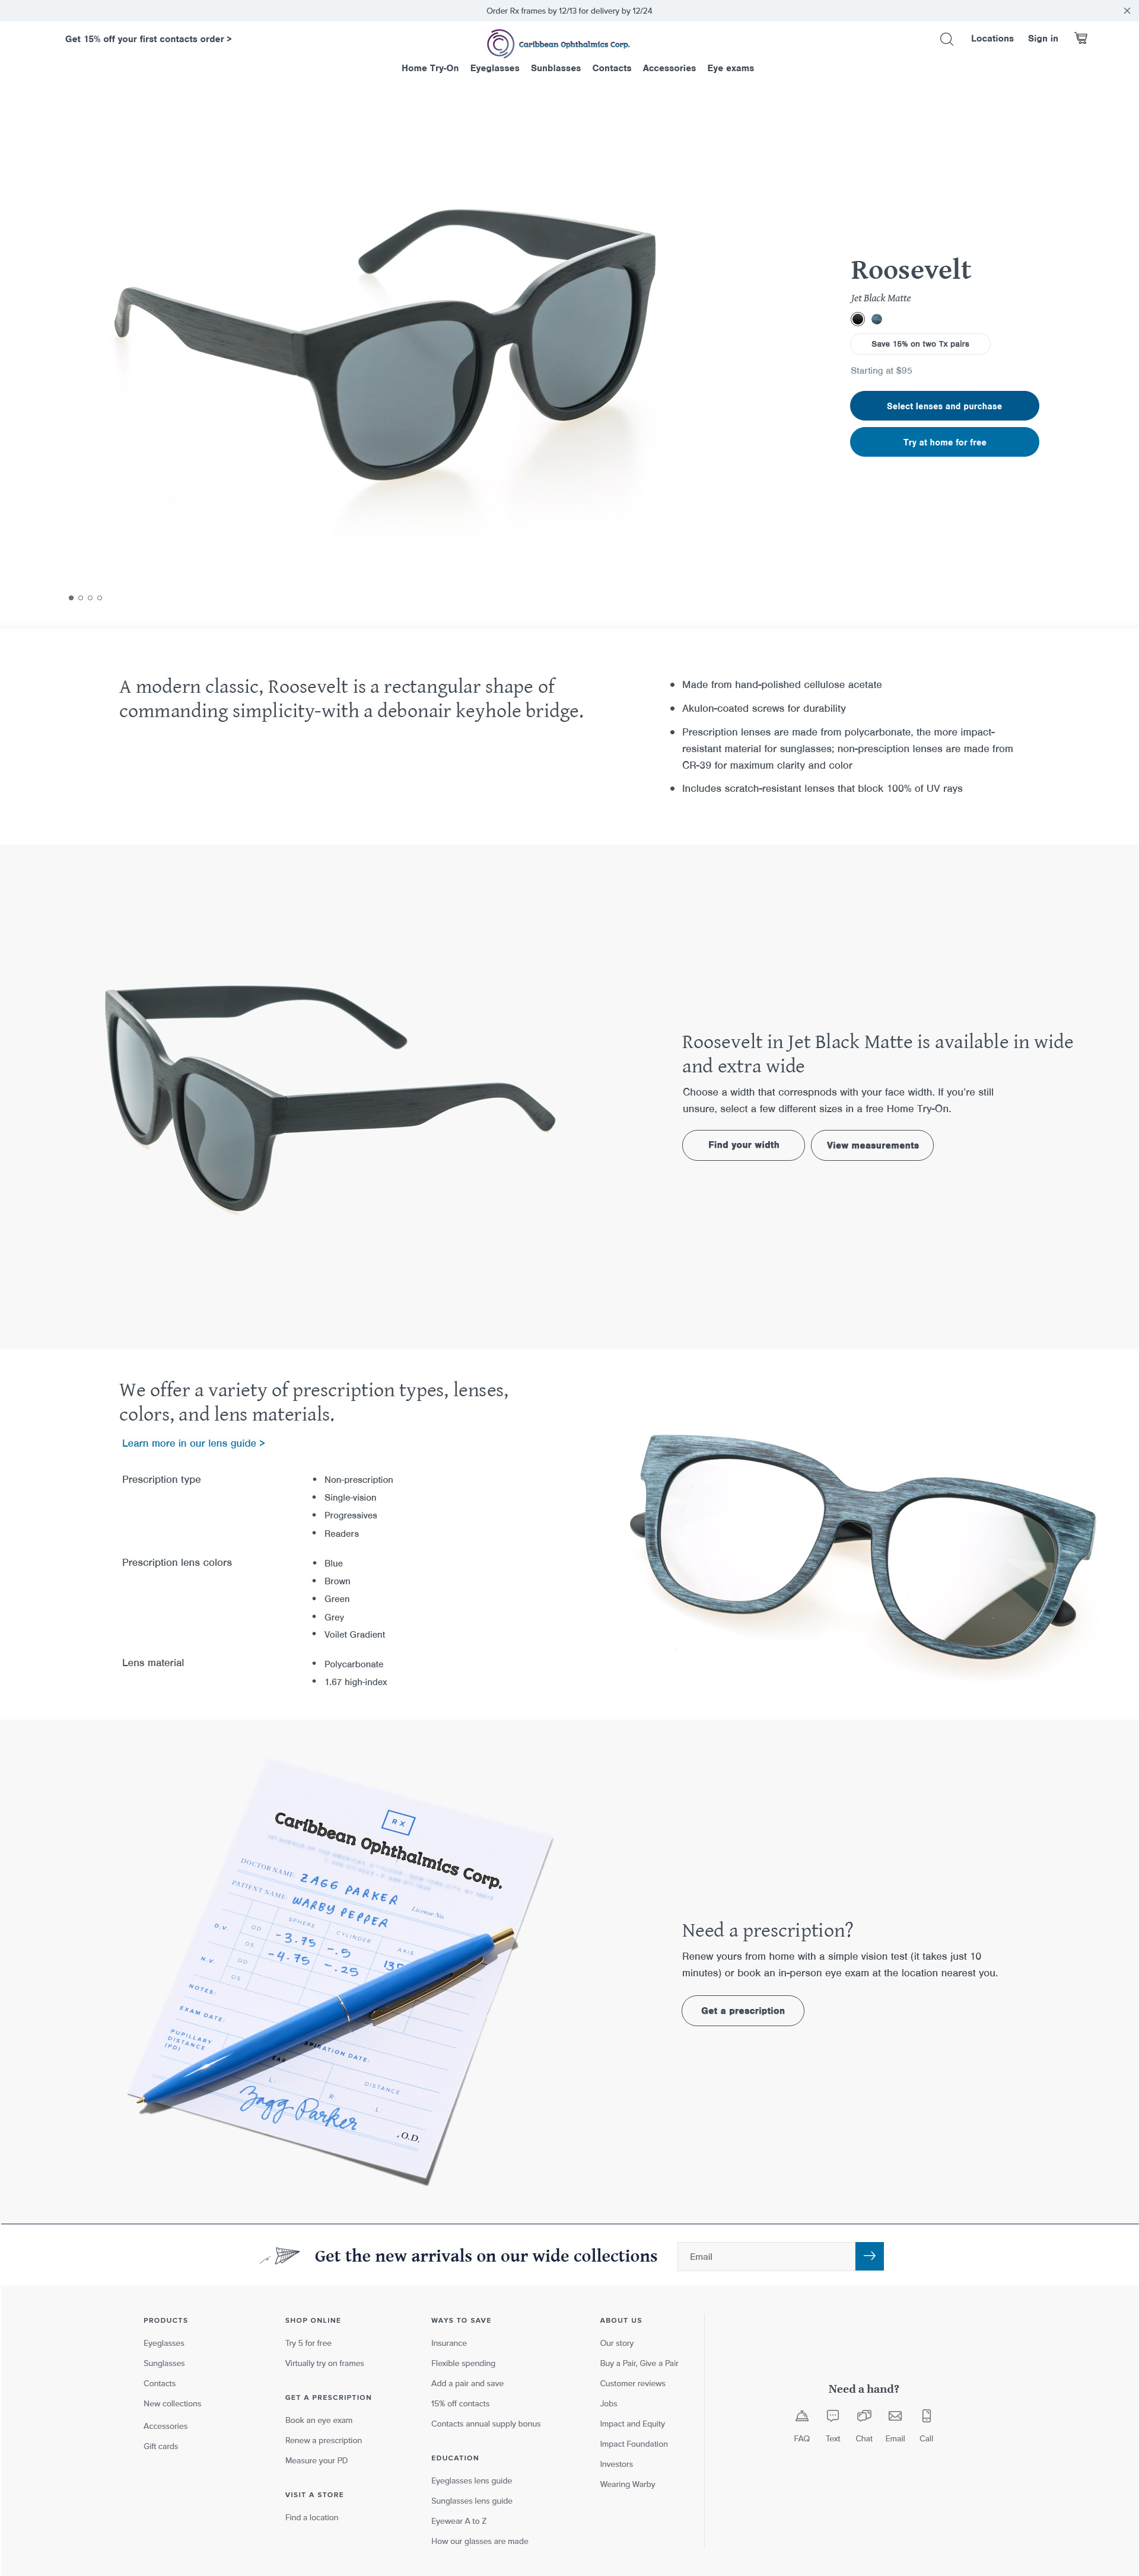 Order Rx frames by 12/13 for delivery by 12/24
Get 15% off your first contacts order >
Caribbean Ophthalmics Corp.
Locations
Sign in
Home Try-On
Eyeglasses
Sunblasses
Contacts
Accessories
Eye exams
Roosevelt
Jet Black Matte
Save 15% on two Tx pairs
Starting at $95
Select lenses and purchase
Try at home for free
A modern classic, Roosevelt is a rectangular shape of
commanding simplicity-with a debonair keyhole bridge.
Made from hand-polished cellulose acetate
Akulon-coated screws for durability
Prescription lenses are made from polycarbonate, the more impact-
resistant material for sunglasses; non-presciption lenses are made from
CR-39 for maximum clarity and color
Includes scratch-resistant lenses that block 100% of UV rays
Roosevelt in Jet Black Matte is available in wide
and extra wide
Choose a width that correspnods with your face width. If you're still
unsure, select a few different sizes in a free Home Try-On.
Find your width
View measurements
We offer a variety of prescription types, lenses,
colors, and lens materials.
Learn more in our lens guide >
Prescription type
Non-prescription
Single-vision
Progressives
Readers
Prescription lens colors
Blue
Brown
Green
Grey
Voilet Gradient
Lens material
Polycarbonate
1.67 high-index
RX
Caribbean Ophthalmics Corp.
DOCTOR NAME: ZAGG PARKER
License No.
PATIENT NAME: WARBY PEPPER
SPHERE
CYLINDER
AXIS
D.V.
OD
-3.75
-.5
135
OS
-4.75
-.25
N.V.
OD
OS
NOTES:
EXAM DATE:
PUPILLARY
DISTANCE
(PD)
DISTANCE
L:
R
L:
Zagg Parker
, O.D.
Need a prescription?
Renew yours from home with a simple vision test (it takes just 10
minutes) or book an in-person eye exam at the location nearest you.
Get a prescription
Get the new arrivals on our wide collections
Email
PRODUCTS
Eyeglasses
Sunglasses
Contacts
New collections
Accessories
Gift cards
SHOP ONLINE
Try 5 for free
Virtually try on frames
GET A PRESCRIPTION
Book an eye exam
Renew a prescription
Measure your PD
VISIT A STORE
Find a location
WAYS TO SAVE
Insurance
Flexible spending
Add a pair and save
15% off contacts
Contacts annual supply bonus
EDUCATION
Eyeglasses lens guide
Sunglasses lens guide
Eyewear A to Z
How our glasses are made
ABOUT US
Our story
Buy a Pair, Give a Pair
Customer reviews
Jobs
Impact and Equity
Impact Foundation
Investors
Wearing Warby
Need a hand?
FAQ
Text
Chat
Email
Call